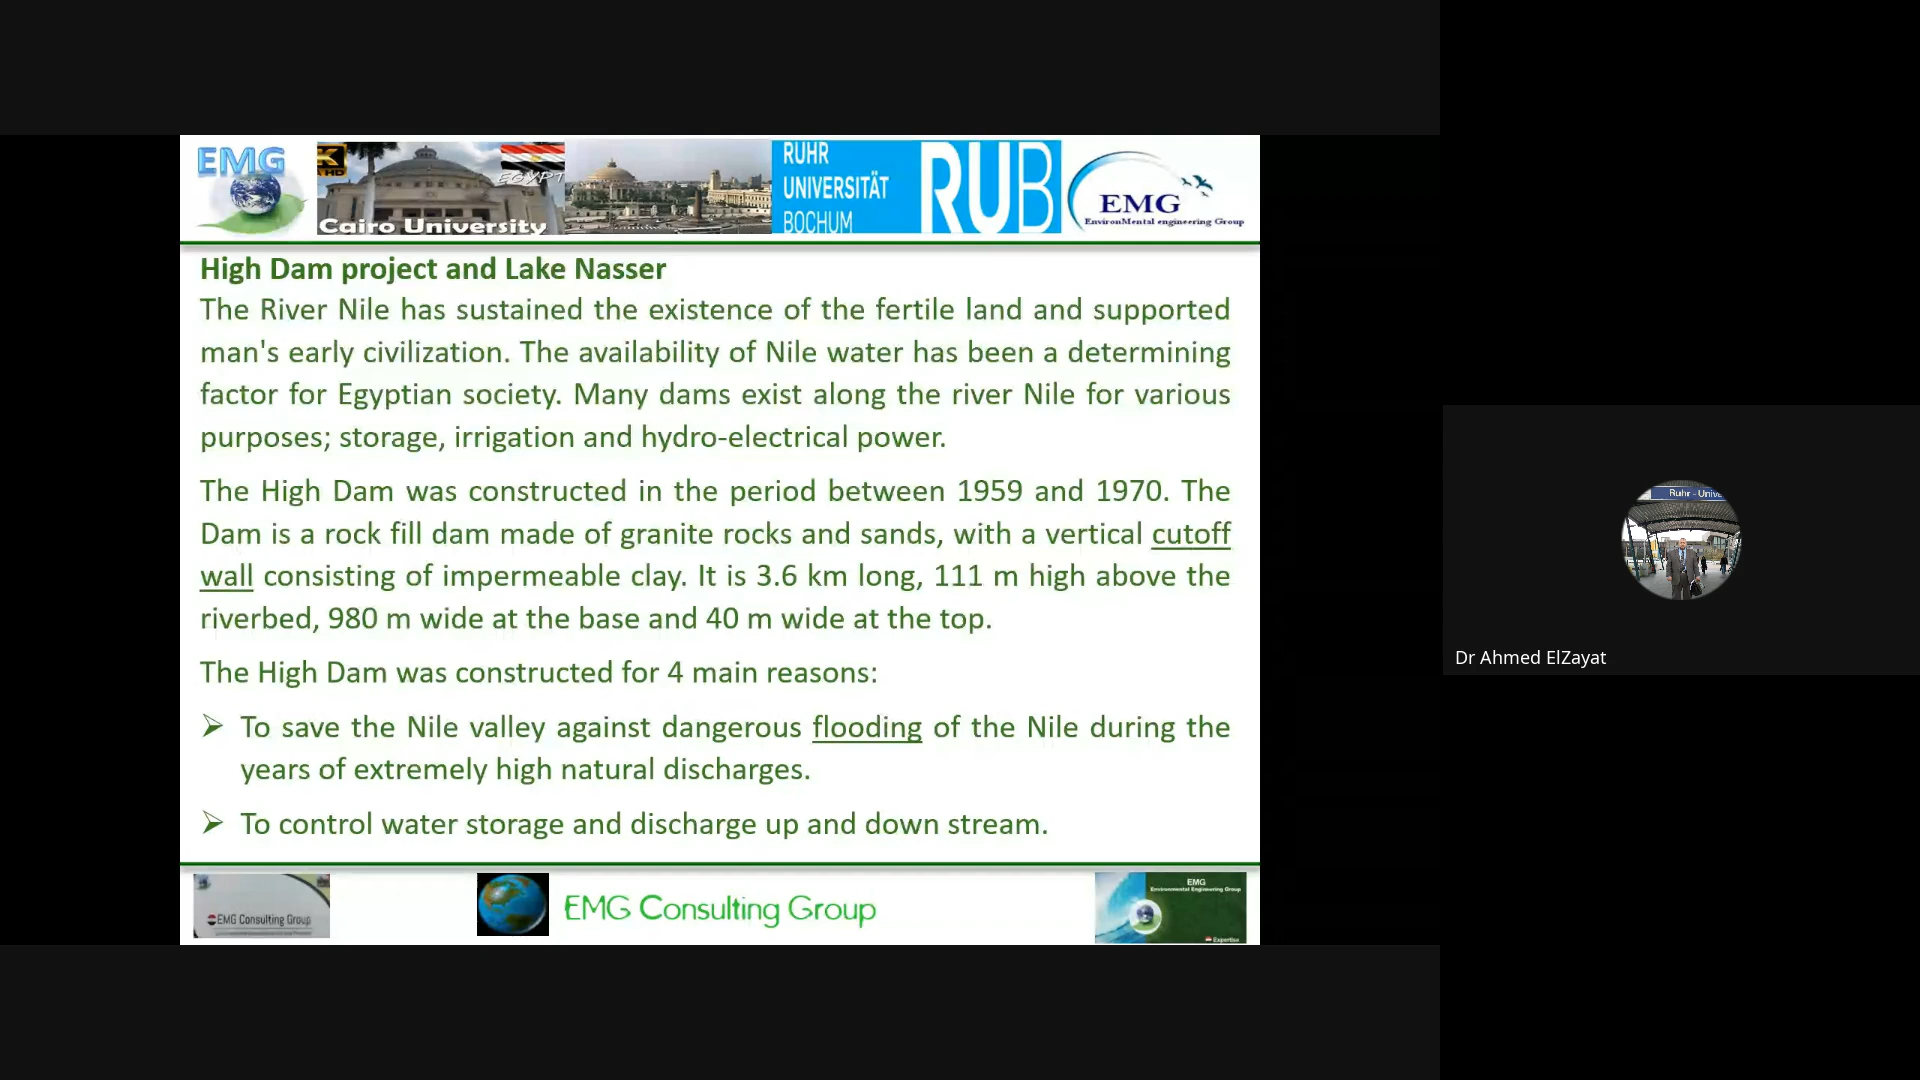 EMG
K
HD
EGYPT
Cairo University
RUHR
UNIVERSITÄT
BOCHUM
RUB
EMG
EnvironMental engineering Group
High Dam project and Lake Nasser
The River Nile has sustained the existence of the fertile land and supported
man's early civilization. The availability of Nile water has been a determining
factor for Egyptian society. Many dams exist along the river Nile for various
purposes; storage, irrigation and hydro-electrical power.
The High Dam was constructed in the period between 1959 and 1970. The
Dam is a rock fill dam made of granite rocks and sands, with a vertical cutoff
wall consisting of impermeable clay. It is 3.6 km long, 111 m high above the
riverbed, 980 m wide at the base and 40 m wide at the top.
The High Dam was constructed for 4 main reasons:
➢ To save the Nile valley against dangerous flooding of the Nile during the
years of extremely high natural discharges.
➢ To control water storage and discharge up and down stream.
EMG Consulting Group
EMG Consulting Group
EMG
Environmental Engineering Group
Expertise
Ruhr - Unive
Dr Ahmed ElZayat